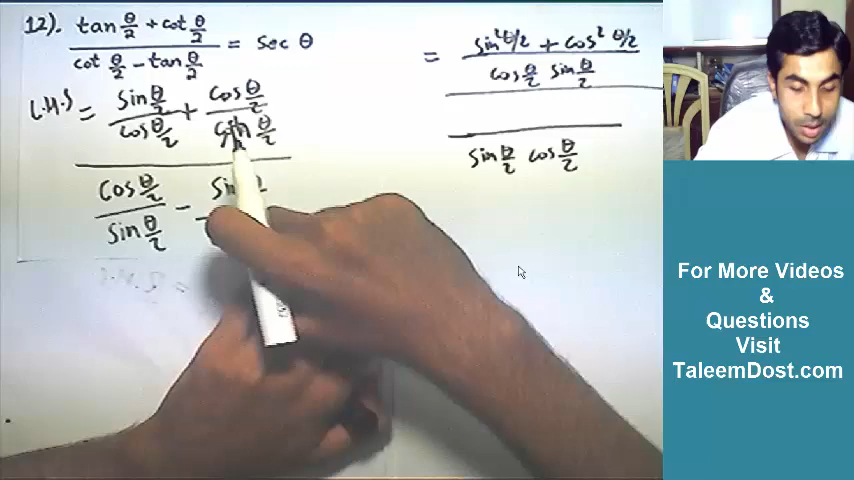 12). (tan θ/2 + cot θ/2) / (cot θ/2 − tan θ/2) = sec θ
L.H.S = (sin θ/2 / cos θ/2 + cos θ/2 / sin θ/2)
cos θ/2 / sin θ/2 −
= (sin² θ/2 + cos² θ/2) / (cos θ/2 sin θ/2)
sin θ/2 cos θ/2
For More Videos
&
Questions
Visit
TaleemDost.com